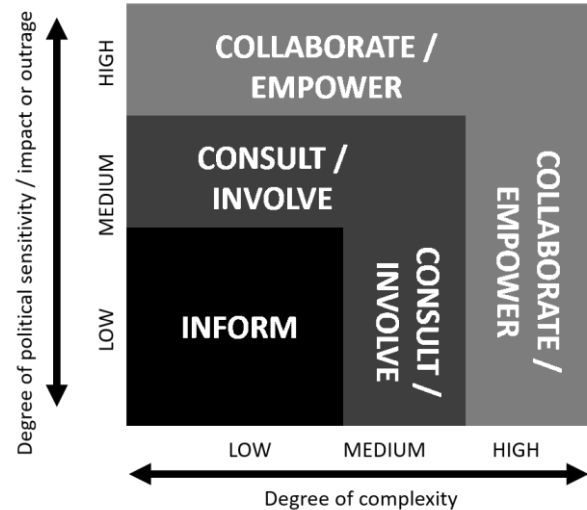 Degree of political sensitivity / impact or outrage
HIGH
MEDIUM
LOW
COLLABORATE /
EMPOWER
CONSULT /
INVOLVE
INFORM
CONSULT /
INVOLVE
COLLABORATE /
EMPOWER
LOW
MEDIUM
HIGH
Degree of complexity